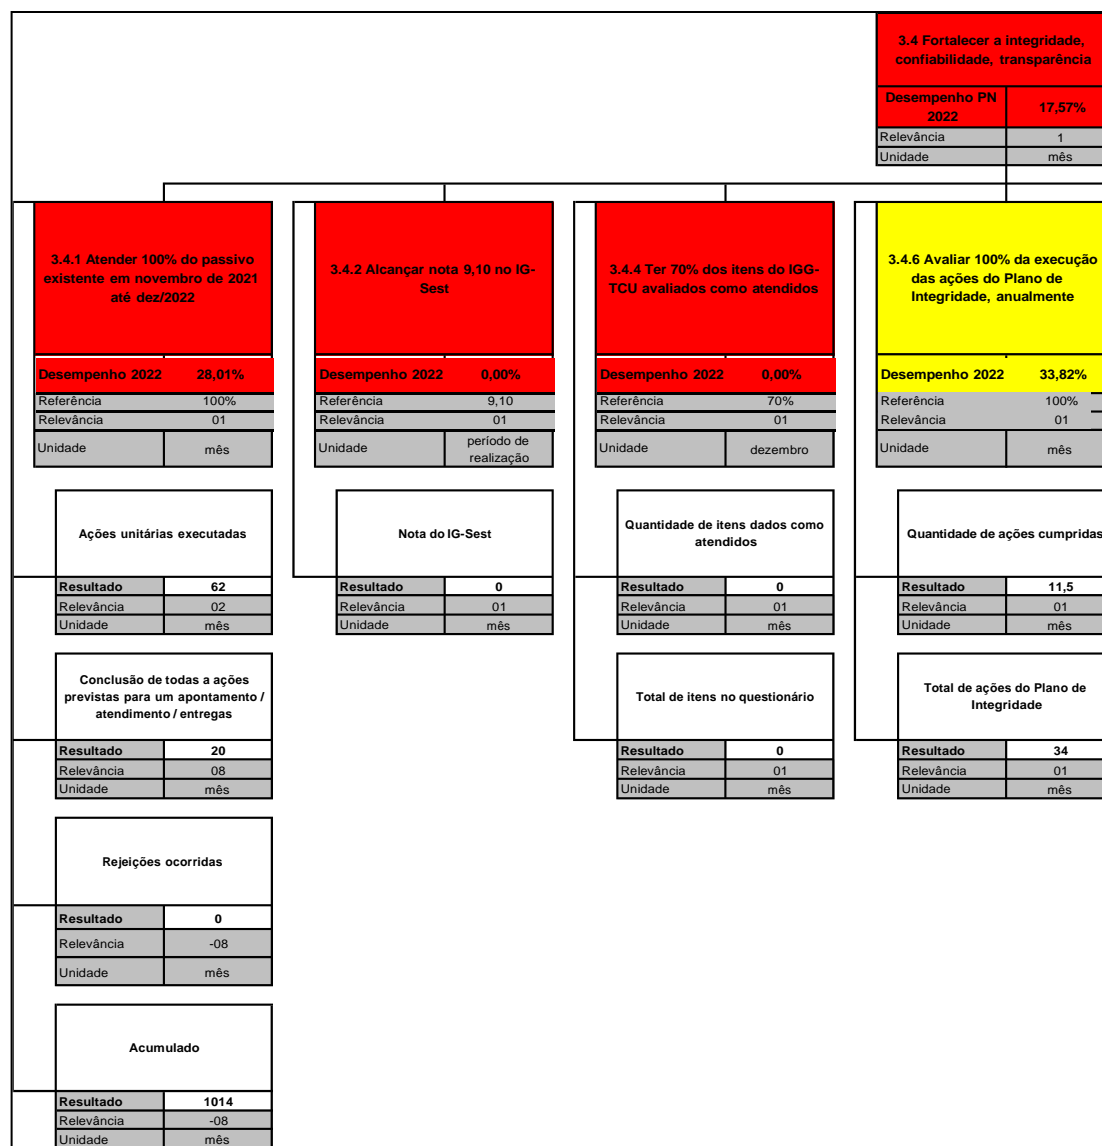 3.4 Fortalecer a integridade,
confiabilidade, transparência
Desempenho PN
2022
17,57%
Relevância 1
Unidade mês
3.4.1 Atender 100% do passivo
existente em novembro de 2021
até dez/2022
Desempenho 2022 28,01%
Referência 100%
Relevância 01
Unidade mês
Ações unitárias executadas
Resultado 62
Relevância 02
Unidade mês
Conclusão de todas a ações
previstas para um apontamento /
atendimento / entregas
Resultado 20
Relevância 08
Unidade mês
Rejeições ocorridas
Resultado 0
Relevância -08
Unidade mês
Acumulado
Resultado 1014
Relevância -08
Unidade mês
3.4.2 Alcançar nota 9,10 no IG-
Sest
Desempenho 2022 0,00%
Referência 9,10
Relevância 01
Unidade período de
realização
Nota do IG-Sest
Resultado 0
Relevância 01
Unidade mês
3.4.4 Ter 70% dos itens do IGG-
TCU avaliados como atendidos
Desempenho 2022 0,00%
Referência 70%
Relevância 01
Unidade dezembro
Quantidade de itens dados como
atendidos
Resultado 0
Relevância 01
Unidade mês
Total de itens no questionário
Resultado 0
Relevância 01
Unidade mês
3.4.6 Avaliar 100% da execução
das ações do Plano de
Integridade, anualmente
Desempenho 2022 33,82%
Referência 100%
Relevância 01
Unidade mês
Quantidade de ações cumpridas
Resultado 11,5
Relevância 01
Unidade mês
Total de ações do Plano de
Integridade
Resultado 34
Relevância 01
Unidade mês